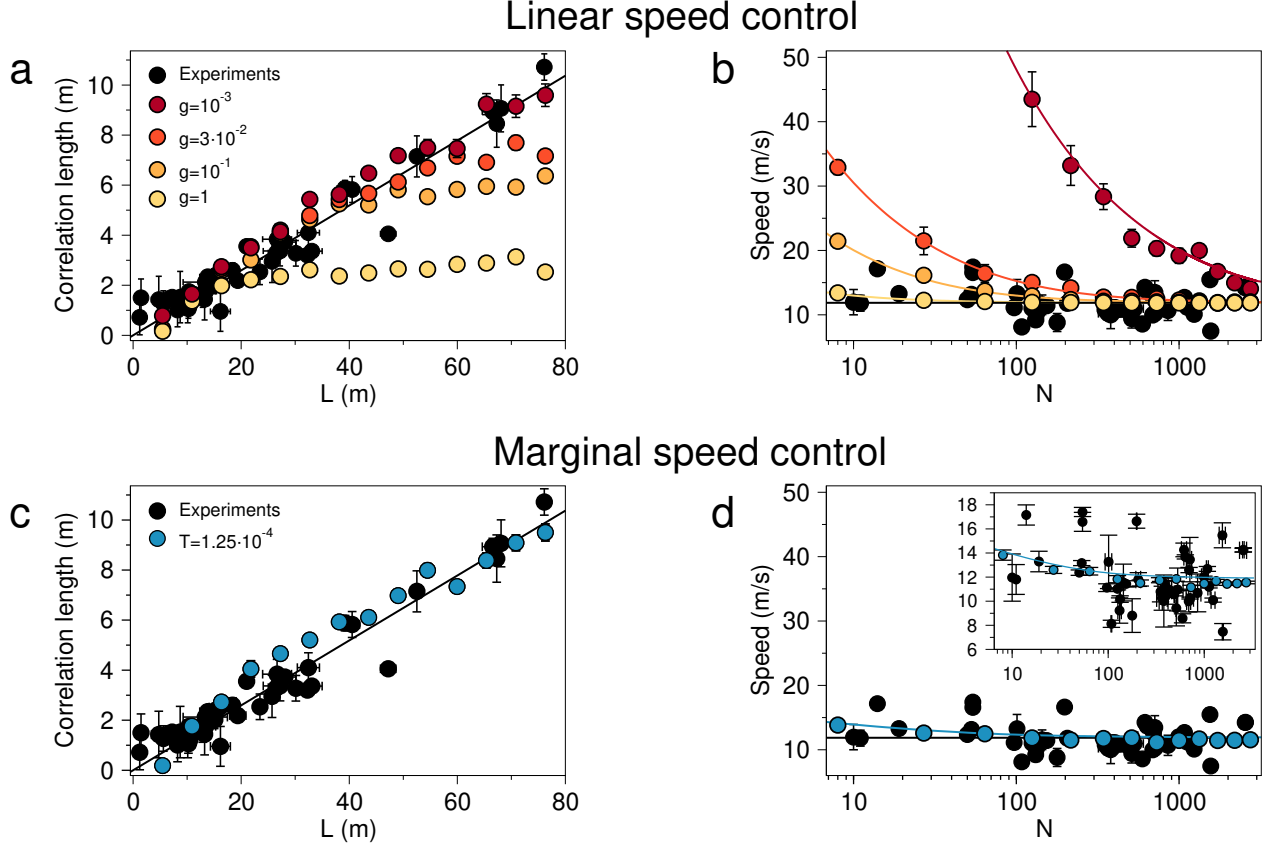 Linear speed control
a
Correlation length (m)
10
8
6
4
2
0
Experiments
g=10-3
g=3·10-2
g=10-1
g=1
0 20 40 60 80
L (m)
b
Speed (m/s)
50
40
30
20
10
10 100 1000
N
Marginal speed control
c
Correlation length (m)
10
8
6
4
2
0
Experiments
T=1.25·10-4
0 20 40 60 80
L (m)
d
Speed (m/s)
50
40
30
20
10
18
16
14
12
10
8
6
10 100 1000
10 100 1000
N